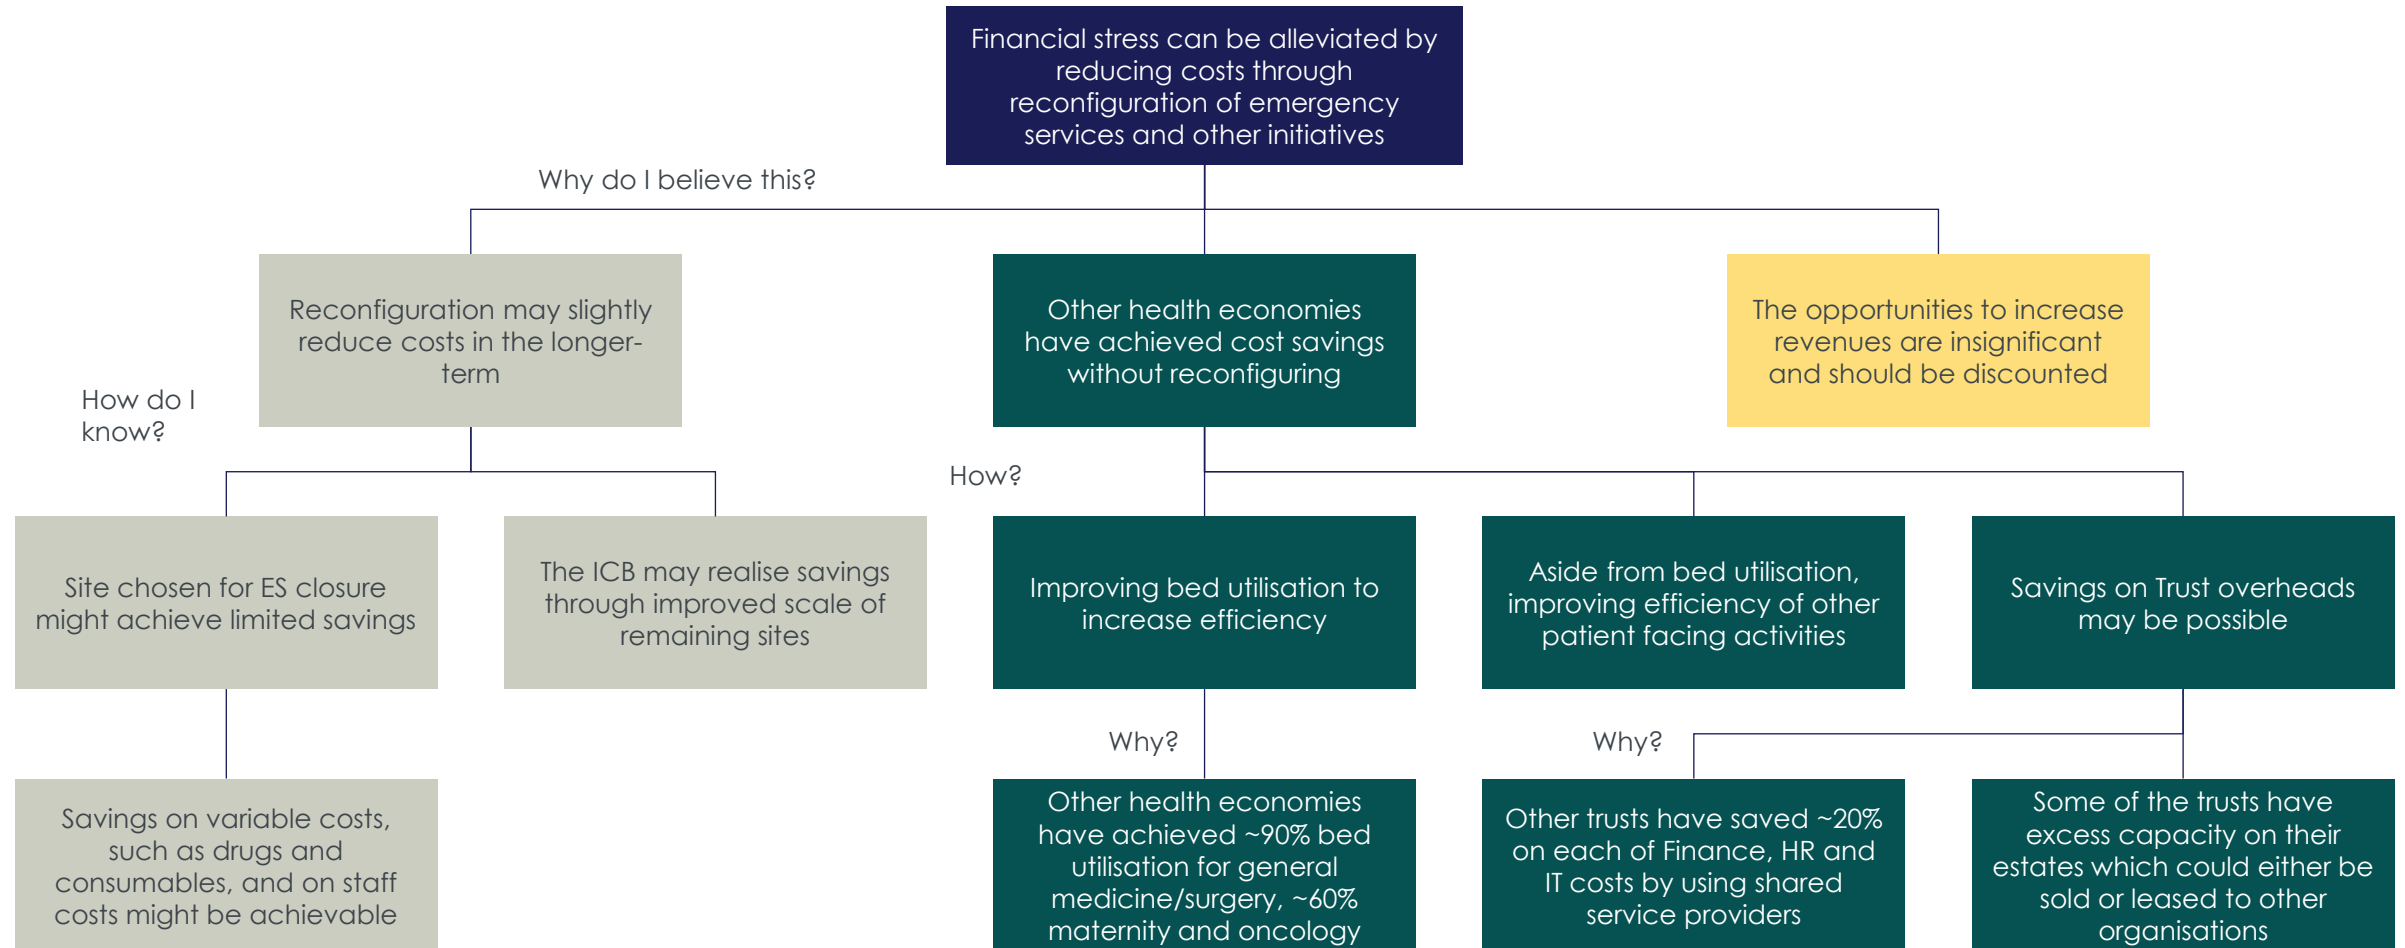 Financial stress can be alleviated by
reducing costs through
reconfiguration of emergency
services and other initiatives
Why do I believe this?
Reconfiguration may slightly
reduce costs in the longer-
term
Other health economies
have achieved cost savings
without reconfiguring
The opportunities to increase
revenues are insignificant
and should be discounted
How do I
know?
How?
Site chosen for ES closure
might achieve limited savings
The ICB may realise savings
through improved scale of
remaining sites
Improving bed utilisation to
increase efficiency
Aside from bed utilisation,
improving efficiency of other
patient facing activities
Savings on Trust overheads
may be possible
Why?
Why?
Savings on variable costs,
such as drugs and
consumables, and on staff
costs might be achievable
Other health economies
have achieved ~90% bed
utilisation for general
medicine/surgery, ~60%
maternity and oncology
Other trusts have saved ~20%
on each of Finance, HR and
IT costs by using shared
service providers
Some of the trusts have
excess capacity on their
estates which could either be
sold or leased to other
organisations